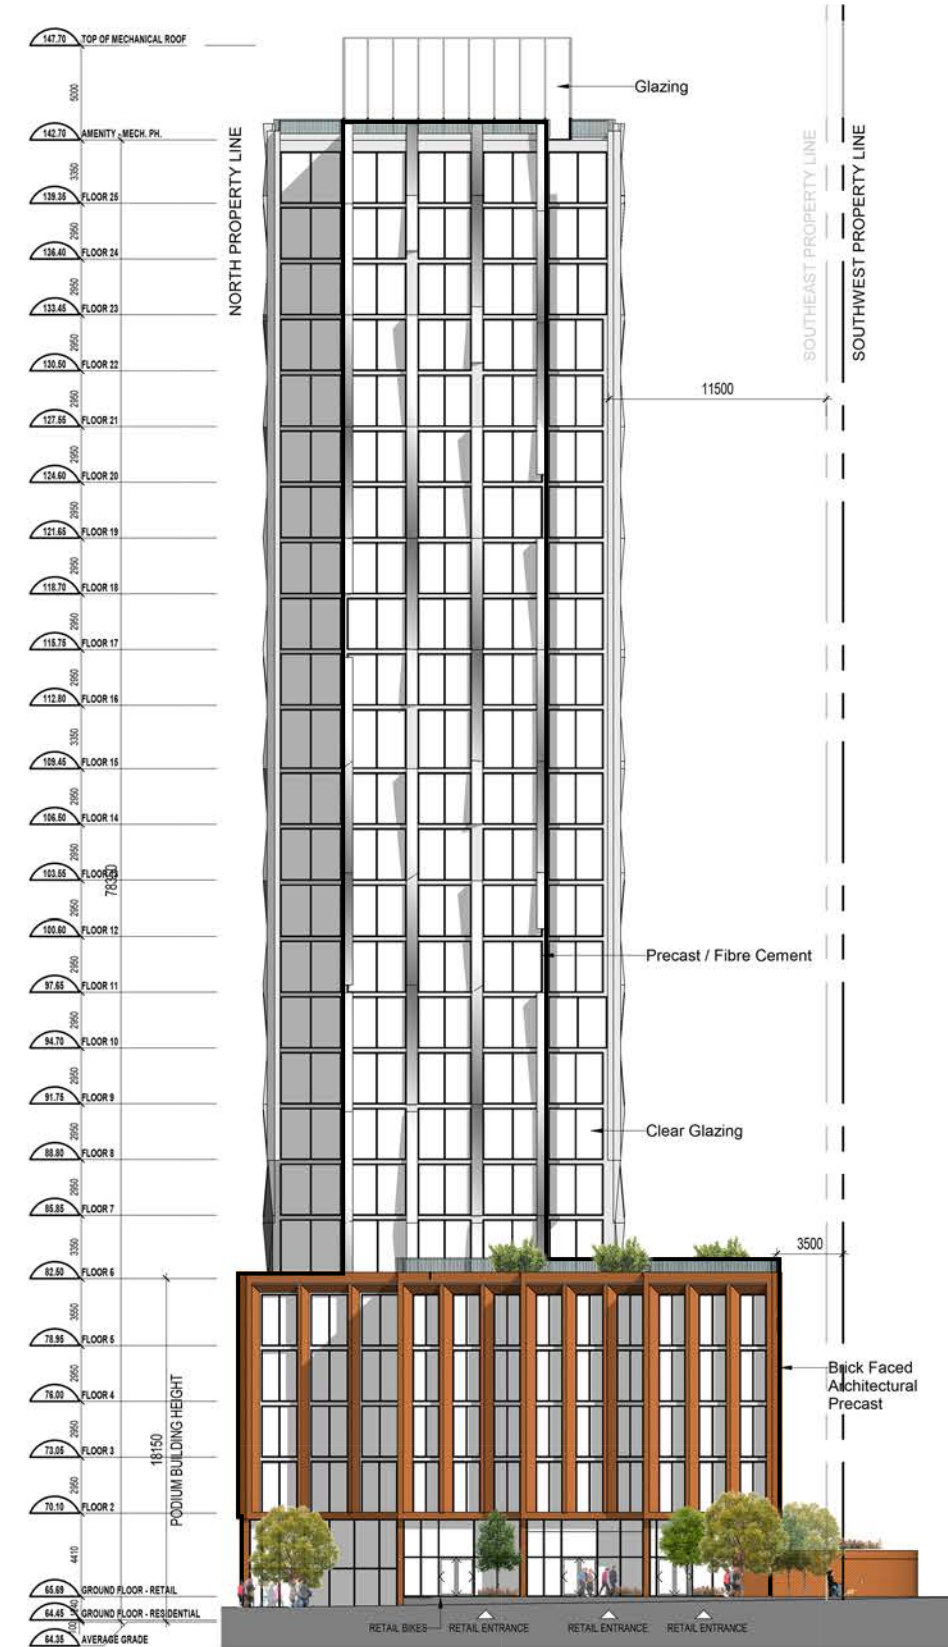 147.70 TOP OF MECHANICAL ROOF
5000
Glazing
142.70 AMENITY - MECH. PH.
3350
139.35 FLOOR 25
2950
136.40 FLOOR 24
2950
133.45 FLOOR 23
2950
130.50 FLOOR 22
2950
127.55 FLOOR 21
2950
124.60 FLOOR 20
2950
121.65 FLOOR 19
2950
118.70 FLOOR 18
2950
115.75 FLOOR 17
2950
112.80 FLOOR 16
3350
109.45 FLOOR 15
2950
106.50 FLOOR 14
2950
103.55 FLOOR
2950
100.60 FLOOR 12
2950
97.65 FLOOR 11
2950
94.70 FLOOR 10
2950
91.75 FLOOR 9
2950
88.80 FLOOR 8
2950
85.85 FLOOR 7
3350
82.50 FLOOR 6
3550
78.95 FLOOR 5
2950
76.00 FLOOR 4
2950
73.05 FLOOR 3
2950
70.10 FLOOR 2
4410
65.69 GROUND FLOOR - RETAIL
64.45 GROUND FLOOR - RESIDENTIAL
100
64.35 AVERAGE GRADE
18150
PODIUM BUILDING HEIGHT
NORTH PROPERTY LINE
SOUTHEAST PROPERTY LINE
SOUTHWEST PROPERTY LINE
11500
Precast / Fibre Cement
Clear Glazing
3500
Brick Faced
Architectural
Precast
RETAIL BIKES
RETAIL ENTRANCE
RETAIL ENTRANCE
RETAIL ENTRANCE